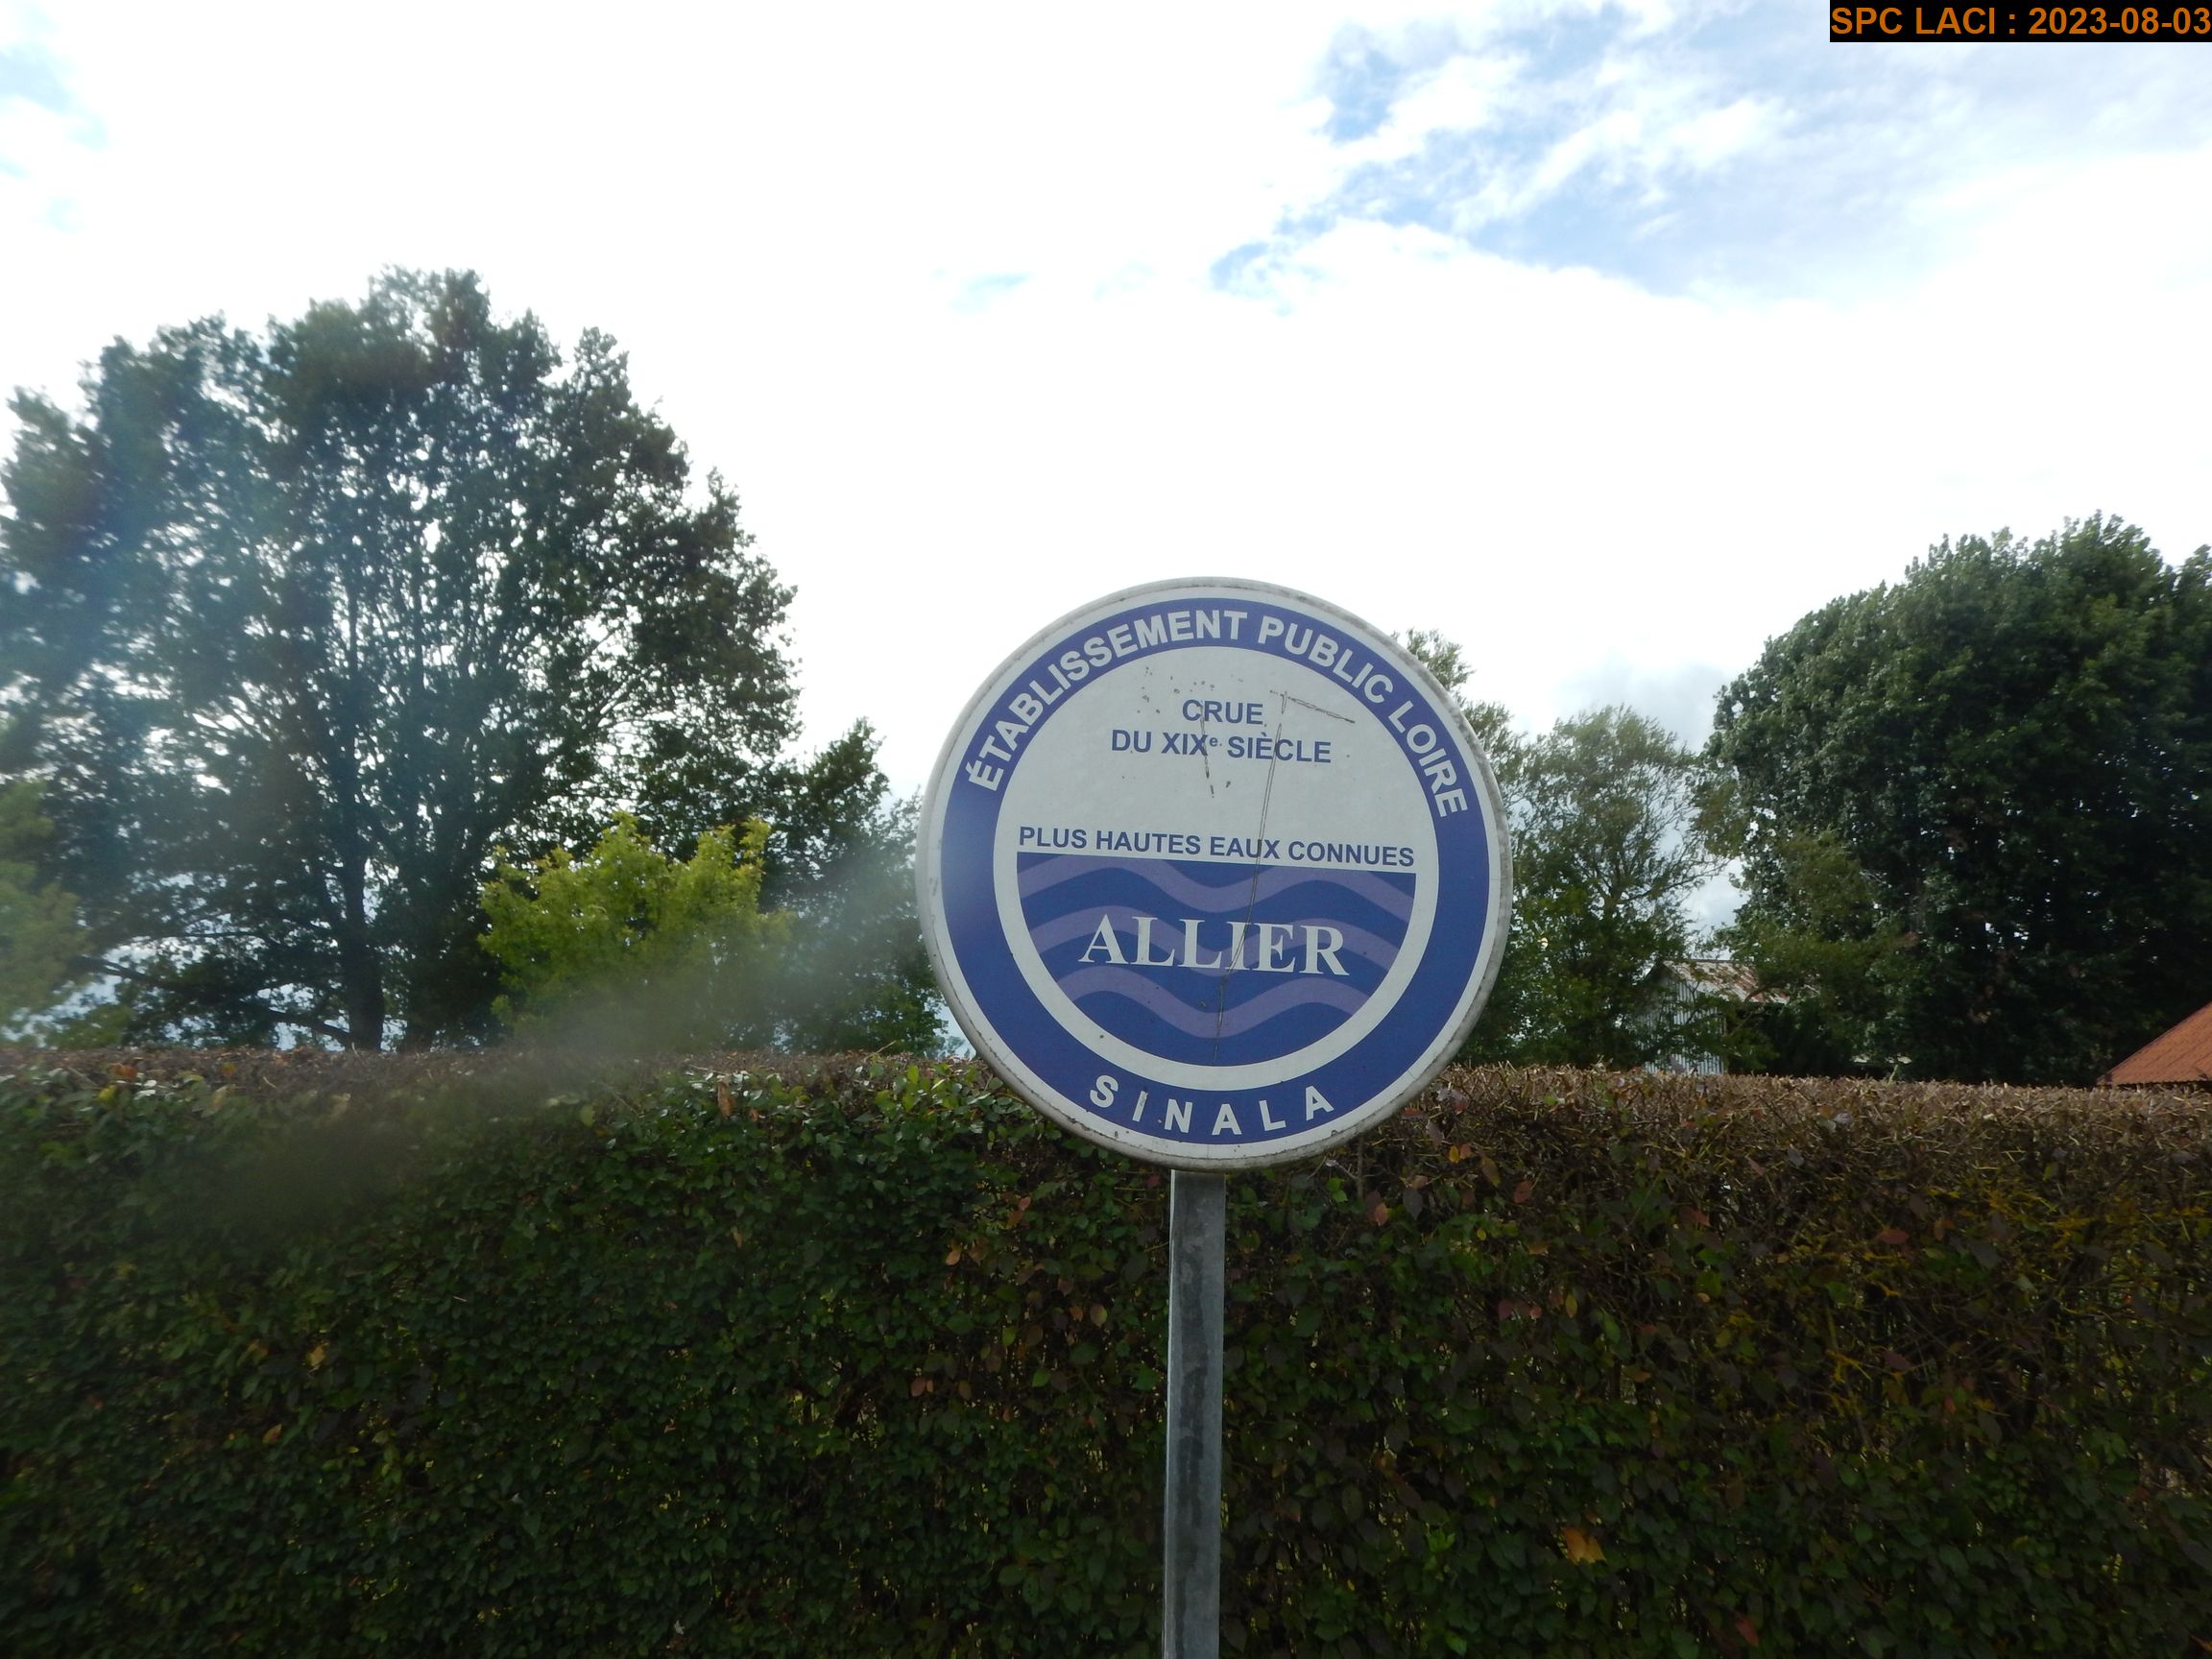 SPC LACI : 2023-08-03
ÉTABLISSEMENT PUBLIC LOIRE
CRUE
DU XIXe SIÈCLE
PLUS HAUTES EAUX CONNUES
ALLIER
SINALA